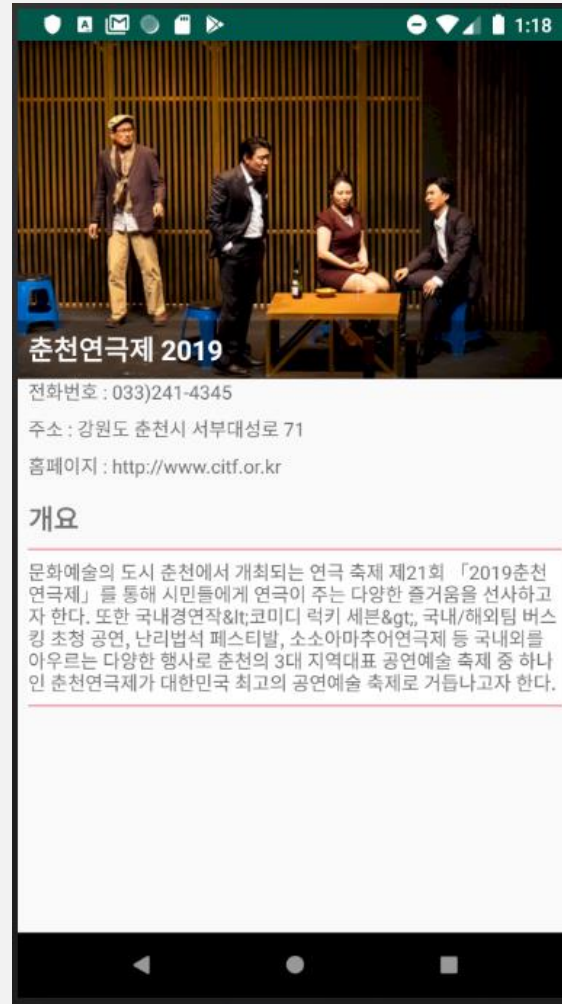 1:18
춘천연극제 2019
전화번호 : 033)241-4345
주소 : 강원도 춘천시 서부대성로 71
홈페이지 : http://www.citf.or.kr
개요
문화예술의 도시 춘천에서 개최되는 연극 축제 제21회 「2019춘천
연극제」를 통해 시민들에게 연극이 주는 다양한 즐거움을 선사하고
자 한다. 또한 국내경연작&lt;코미디 럭키 세븐&gt;, 국내/해외팀 버스
킹 초청 공연, 난리법석 페스티발, 소소아마추어연극제 등 국내외를
아우르는 다양한 행사로 춘천의 3대 지역대표 공연예술 축제 중 하나
인 춘천연극제가 대한민국 최고의 공연예술 축제로 거듭나고자 한다.